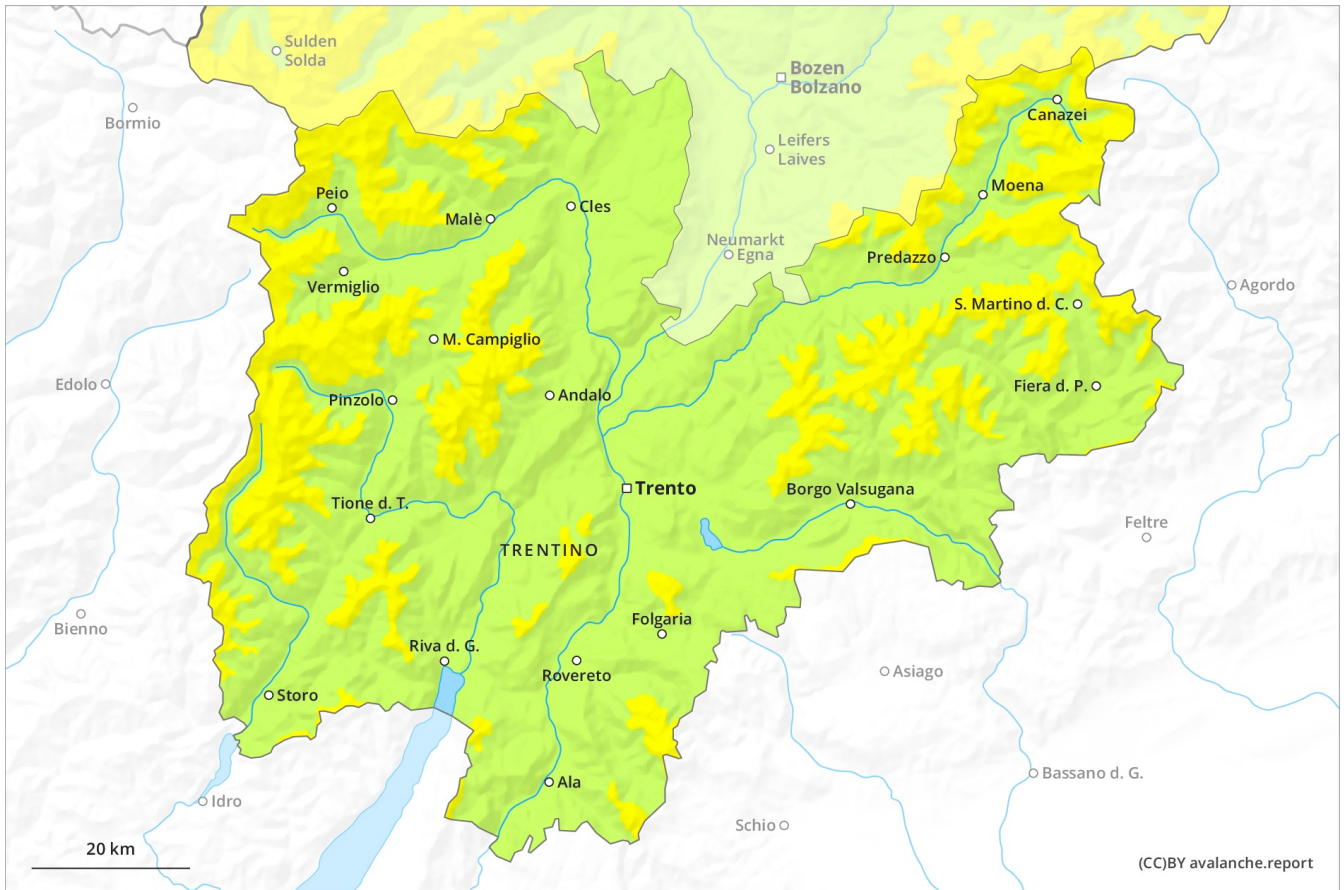 Sulden
Solda
Bozen
Bolzano
Bormio
Canazei
Leifers
Laives
Peio
Moena
Malè
Cles
Neumarkt
Egna
Predazzo
Vermiglio
Agordo
S. Martino d. C.
M. Campiglio
Edolo
Fiera d. P.
Andalo
Pinzolo
Trento
Borgo Valsugana
Tione d. T.
Feltre
TRENTINO
Bienno
Folgaria
Riva d. G.
Asiago
Rovereto
Storo
Bassano d. G.
Ala
Idro
Schio
20 km
(CC)BY avalanche.report